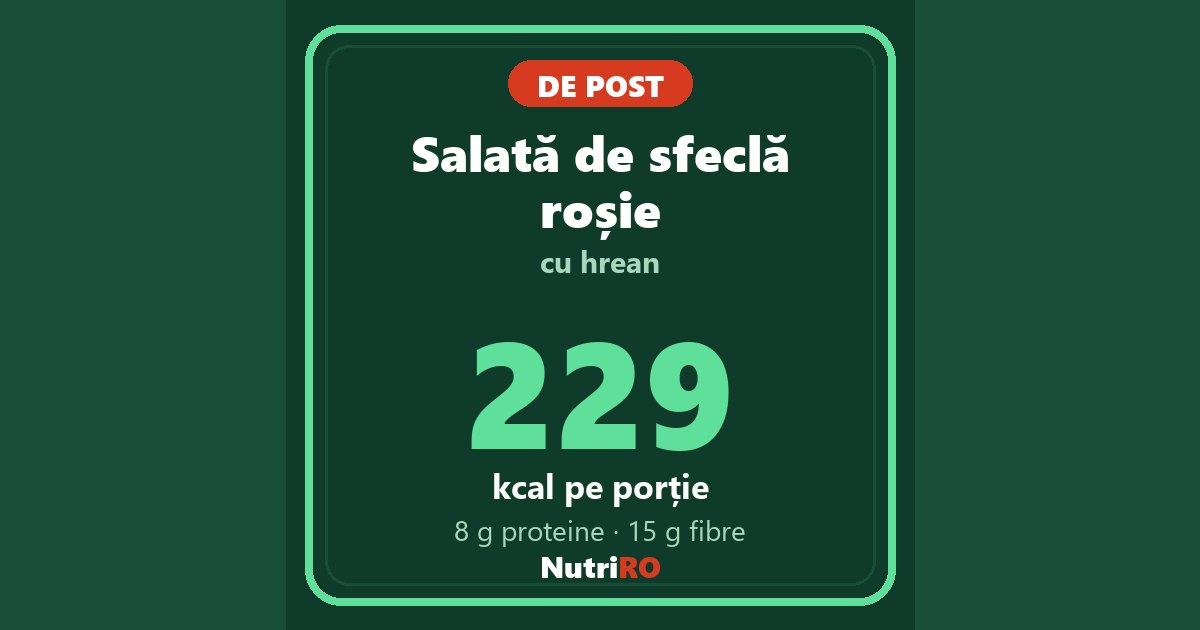 DE POST
Salată de sfeclă
roșie
cu hrean
229
kcal pe porție
8 g proteine · 15 g fibre
NutriRO